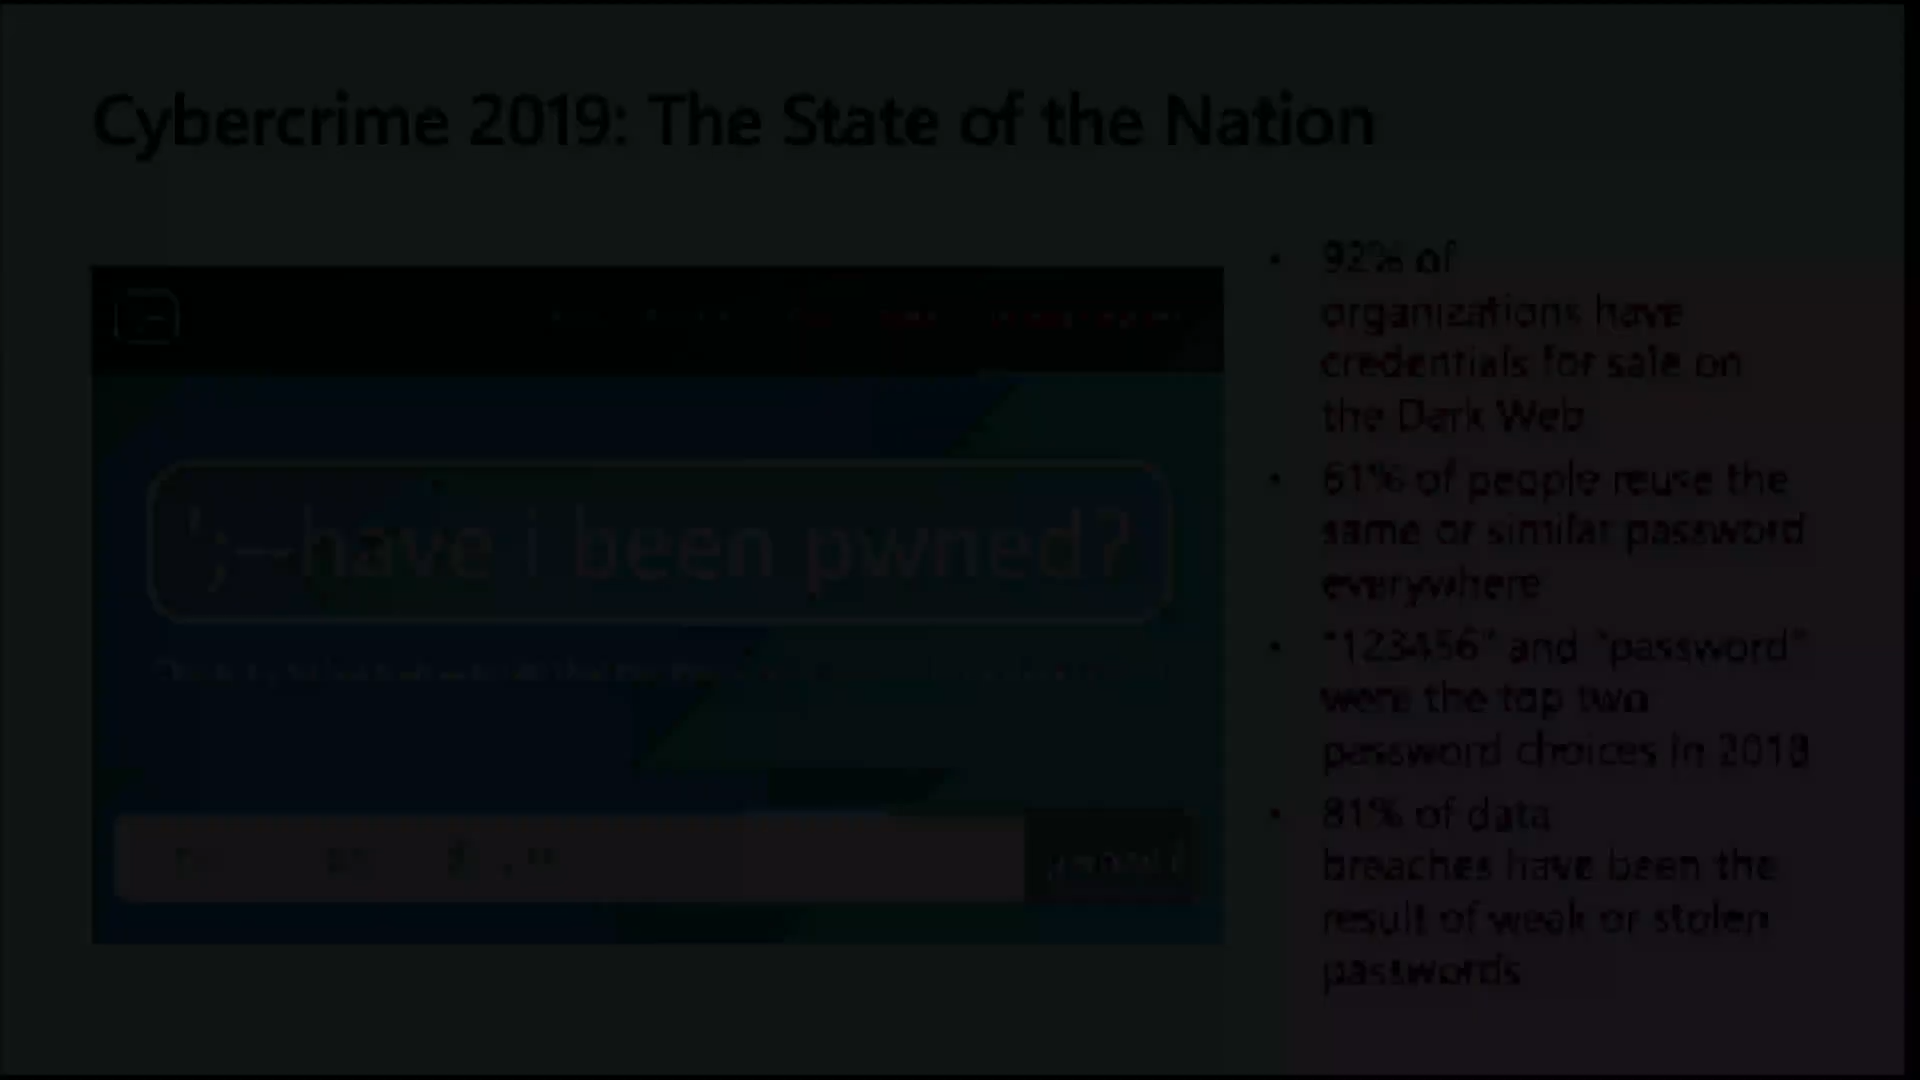 Cybercrime 2019: The State of the Nation
';--have i been pwned?
pwned?
• 92% of
organizations have
credentials for sale on
the Dark Web
• 61% of people reuse the
same or similar password
everywhere
• "123456" and "password"
were the top two
password choices in 2018
• 81% of data
breaches have been the
result of weak or stolen
passwords